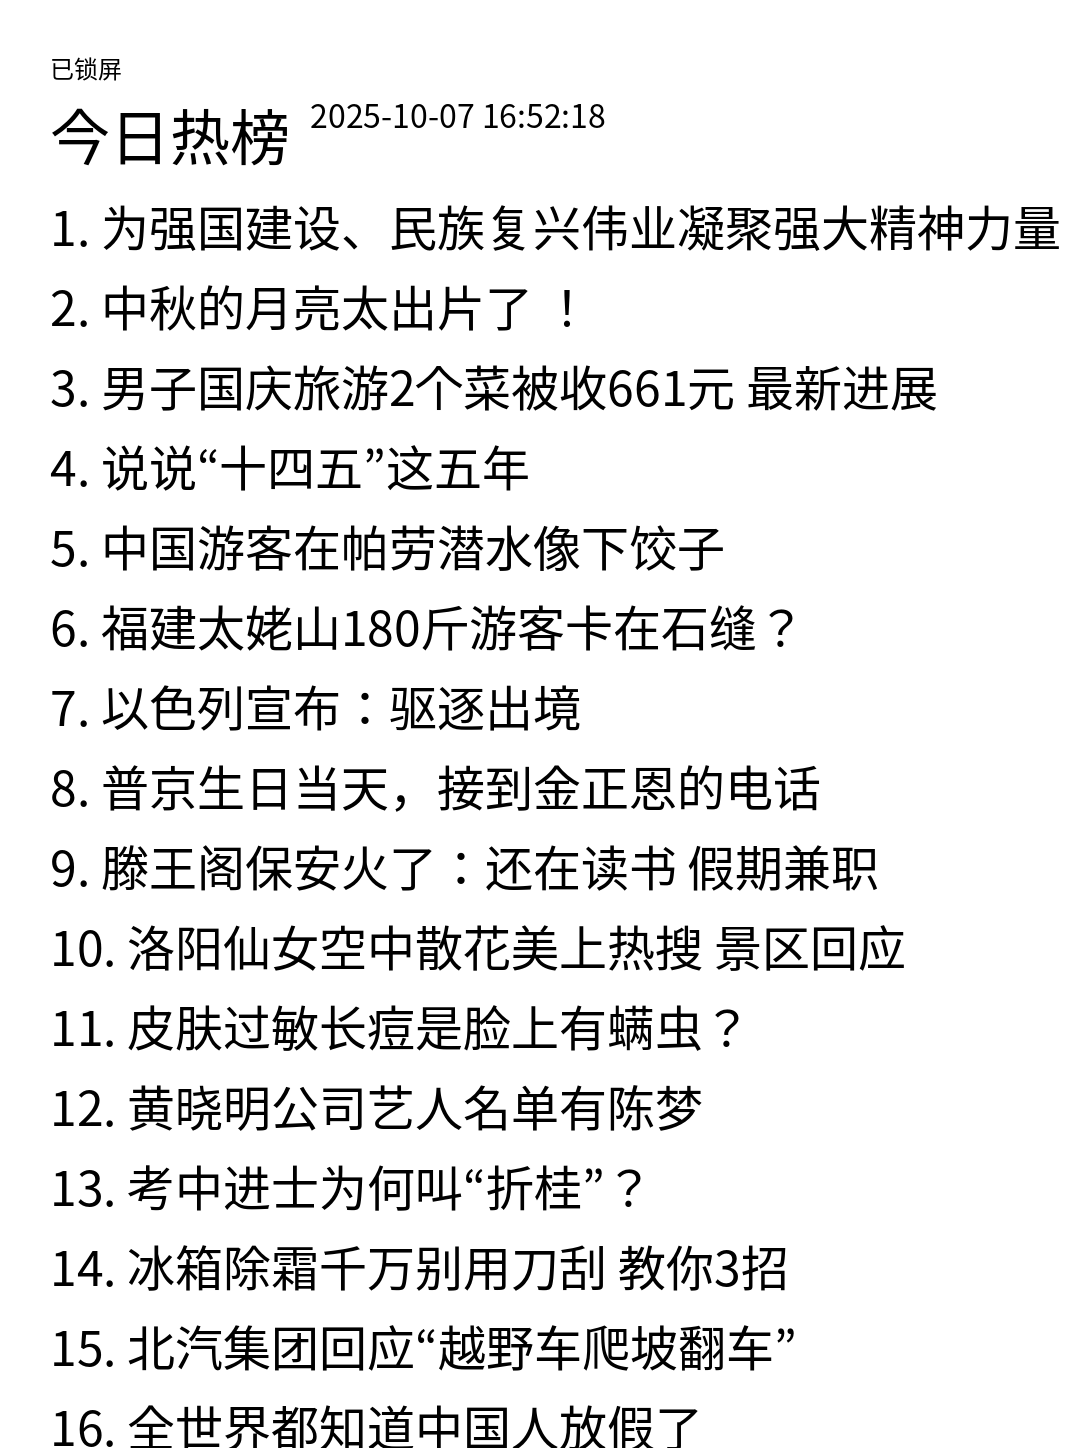 已锁屏
今日热榜 2025-10-07 16:52:18
1. 为强国建设、民族复兴伟业凝聚强大精神力量
2. 中秋的月亮太出片了 ！
3. 男子国庆旅游2个菜被收661元 最新进展
4. 说说“十四五”这五年
5. 中国游客在帕劳潜水像下饺子
6. 福建太姥山180斤游客卡在石缝？
7. 以色列宣布：驱逐出境
8. 普京生日当天，接到金正恩的电话
9. 滕王阁保安火了：还在读书 假期兼职
10. 洛阳仙女空中散花美上热搜 景区回应
11. 皮肤过敏长痘是脸上有螨虫？
12. 黄晓明公司艺人名单有陈梦
13. 考中进士为何叫“折桂”？
14. 冰箱除霜千万别用刀刮 教你3招
15. 北汽集团回应“越野车爬坡翻车”
16. 全世界都知道中国人放假了